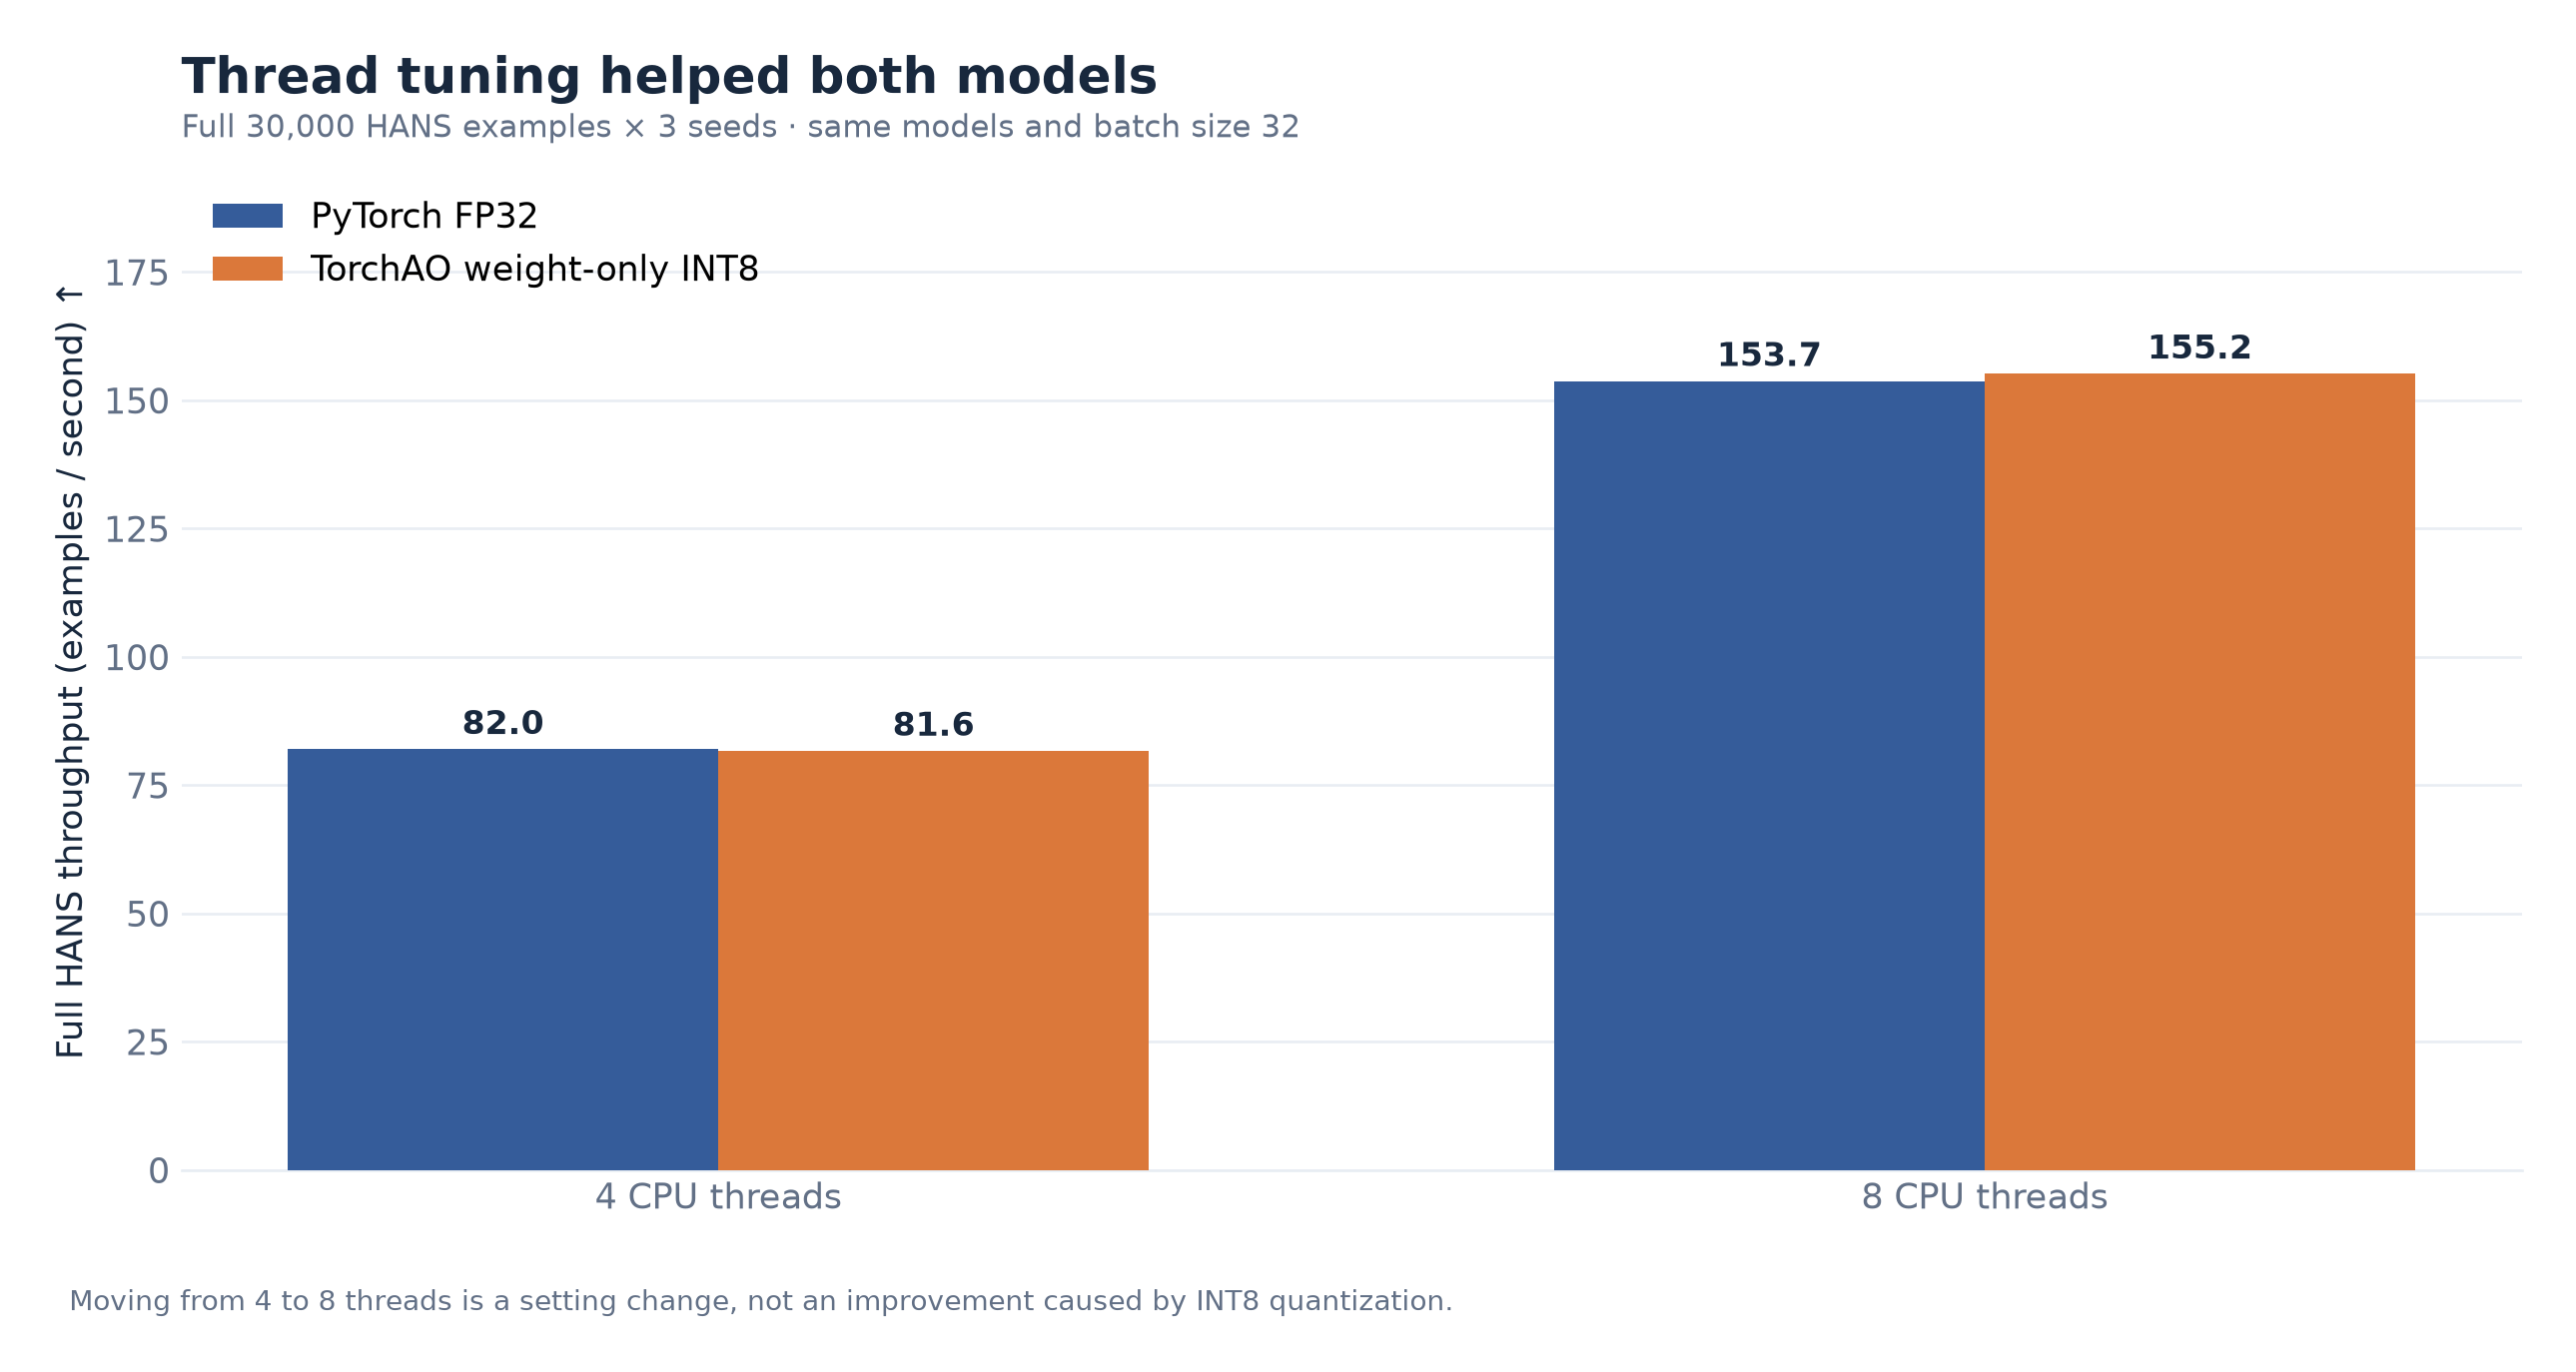 Thread tuning helped both models
Full 30,000 HANS examples × 3 seeds · same models and batch size 32
PyTorch FP32
TorchAO weight-only INT8
Full HANS throughput (examples / second) ↑
175
150
125
100
75
50
25
0
82.0
81.6
153.7
155.2
4 CPU threads
8 CPU threads
Moving from 4 to 8 threads is a setting change, not an improvement caused by INT8 quantization.